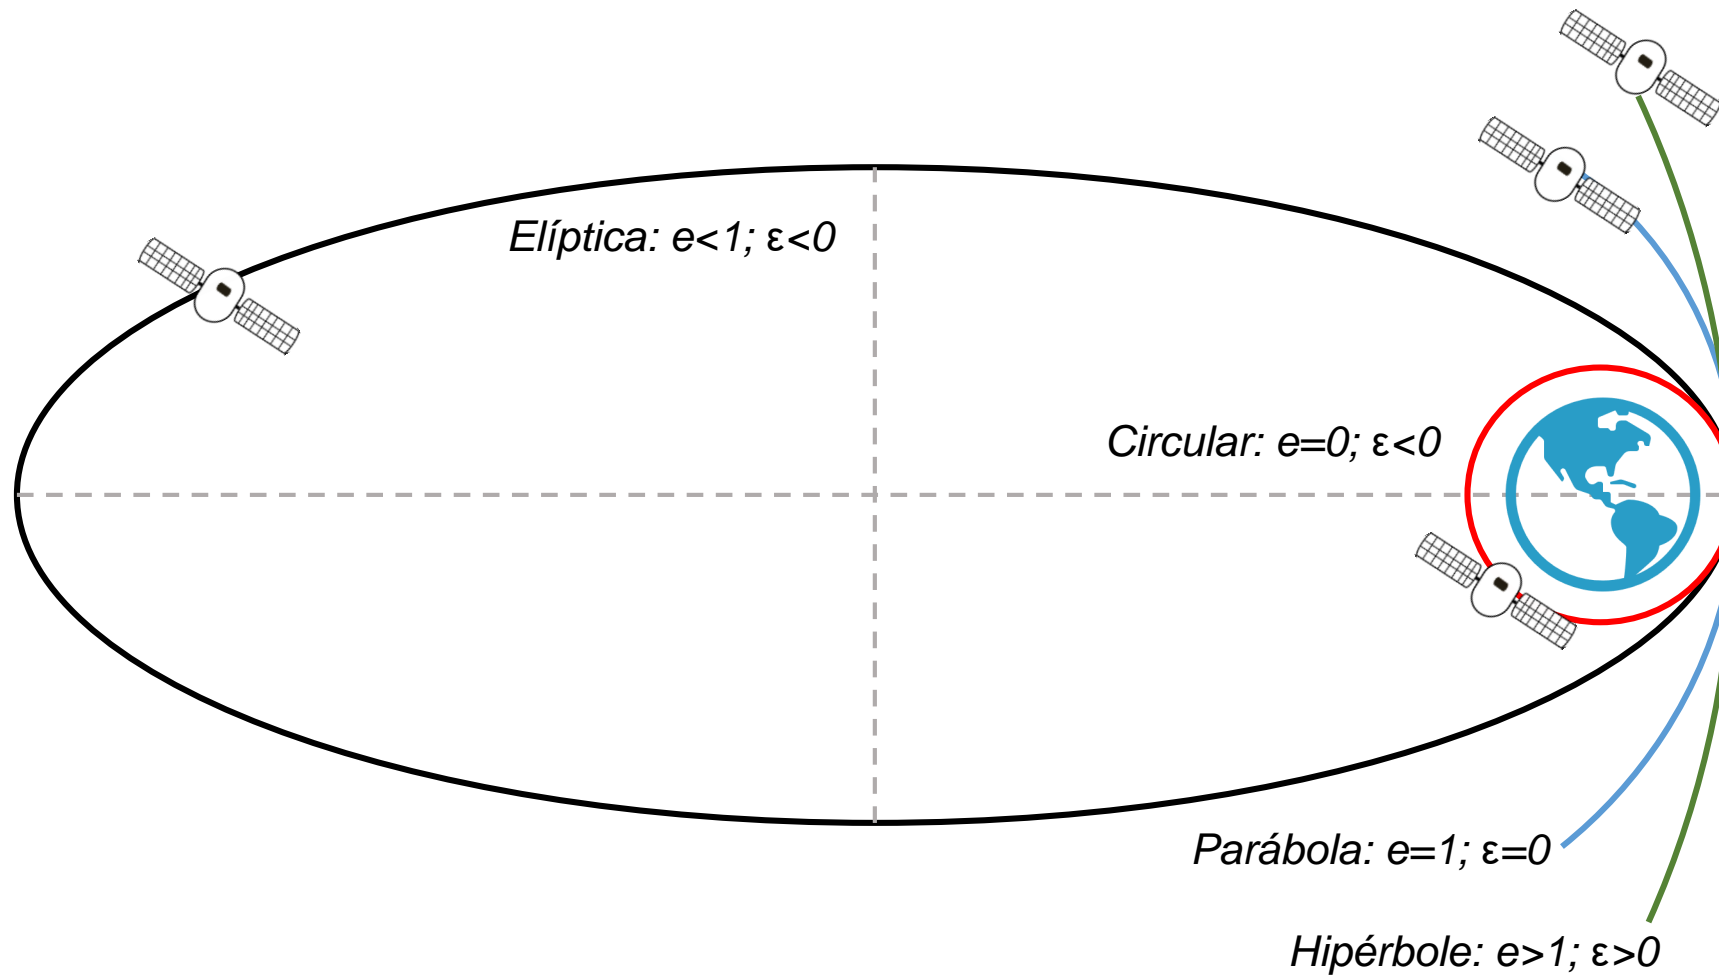 Elíptica: e<1; ε<0
Circular: e=0; ε<0
Parábola: e=1; ε=0
Hipérbole: e>1; ε>0